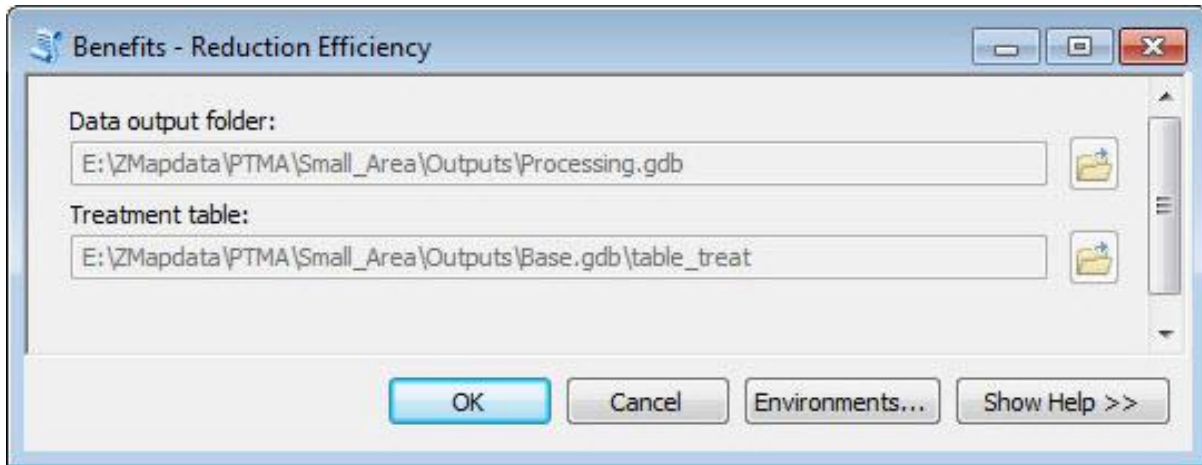 Benefits - Reduction Efficiency
Data output folder:
E:\ZMapdata\PTMA\Small_Area\Outputs\Processing.gdb
Treatment table:
E:\ZMapdata\PTMA\Small_Area\Outputs\Base.gdb\table_treat
OK Cancel Environments... Show Help >>